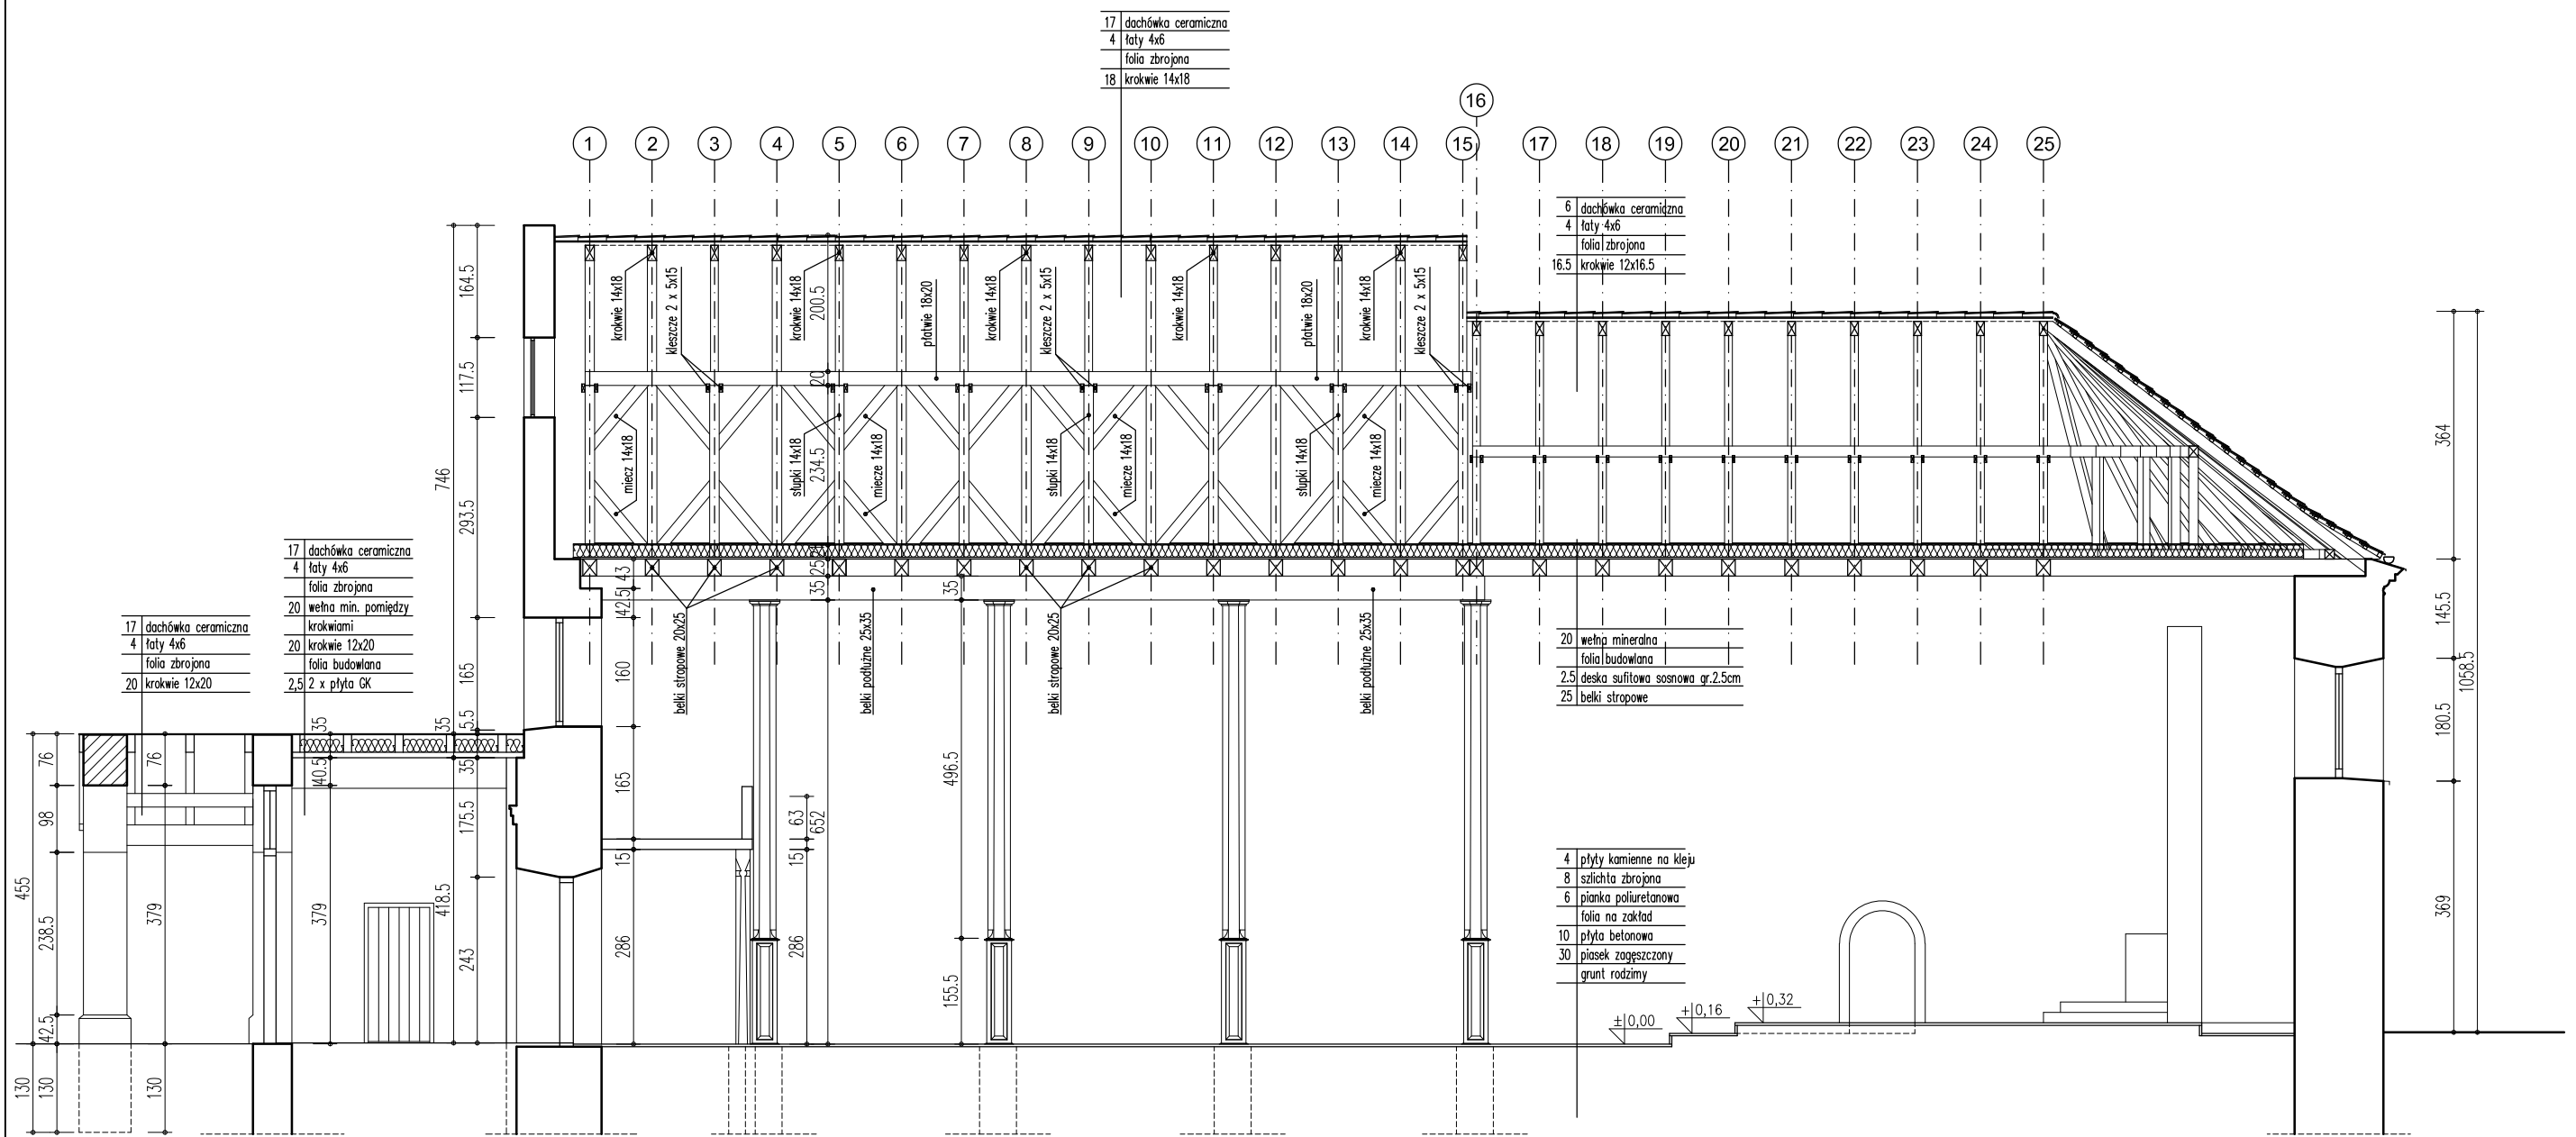 17 dachówka ceramiczna
4 łaty 4x6
folia zbrojona
18 krokwie 14x18
16
1 2 3 4 5 6 7 8 9 10 11 12 13 14 15 17 18 19 20 21 22 23 24 25
6 dachówka ceramiczna
4 łaty 4x6
folia zbrojona
16.5 krokwie 12x16.5
krokwie 14x18
kleszcze 2 x 5x15
krokwie 14x18
200.5
płatwie 18x20
krokwie 14x18
kleszcze 2 x 5x15
krokwie 14x18
płatwie 18x20
krokwie 14x18
kleszcze 2 x 5x15
20
miecz 14x18
słupki 14x18
234.5
miecze 14x18
słupki 14x18
miecze 14x18
słupki 14x18
miecze 14x18
746
164.5
117.5
293.5
165
5.5
35
35
175.5
243
418.5
17 dachówka ceramiczna
4 łaty 4x6
folia zbrojona
20 wełna min. pomiędzy
krokwiami
20 krokwie 12x20
folia budowlana
2,5 2 x płyta GK
17 dachówka ceramiczna
4 łaty 4x6
folia zbrojona
20 krokwie 12x20
43
42.5
160
165
15
286
25
35
35
belki stropowe 20x25
belki podłużne 25x35
belki stropowe 20x25
belki podłużne 25x35
20 wełna mineralna
folia budowlana
2.5 deska sufitowa sosnowa gr.2.5cm
25 belki stropowe
63
652
15
286
496.5
155.5
4 płyty kamienne na kleju
8 szlichta zbrojona
6 pianka poliuretanowa
folia na zakład
10 płyta betonowa
30 piasek zagęszczony
grunt rodzimy
±0,00
+0,16
+0,32
364
145.5
180.5
369
1058.5
455
130
76
98
238.5
42.5
130
76
379
130
35
40.5
379